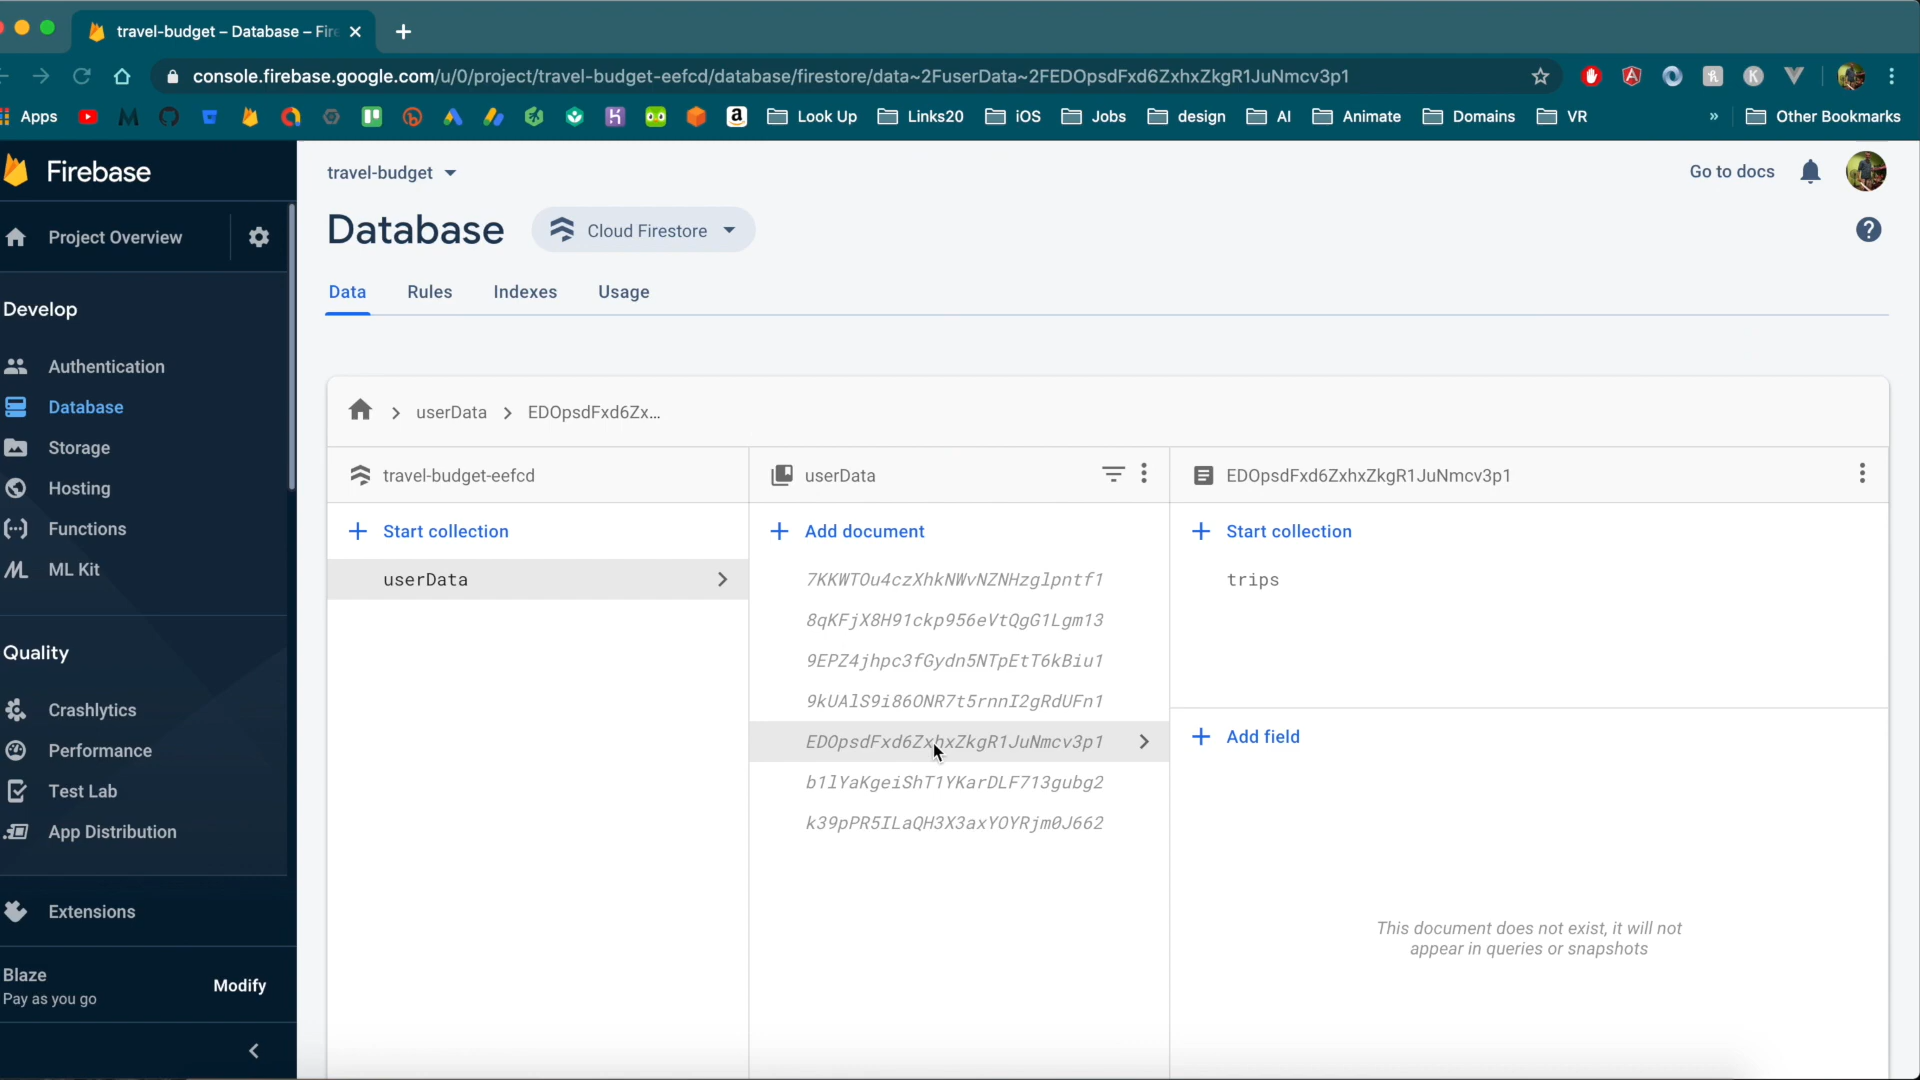 travel-budget – Database – Fire
console.firebase.google.com/u/0/project/travel-budget-eefcd/database/firestore/data~2FuserData~2FEDOpsdFxd6ZxhxZkgR1JuNmcv3p1
Apps
Look Up
Links20
iOS
Jobs
design
AI
Animate
Domains
VR
»
Other Bookmarks
Firebase
Project Overview
Develop
Authentication
Database
Storage
Hosting
Functions
ML Kit
Quality
Crashlytics
Performance
Test Lab
App Distribution
Extensions
Blaze
Pay as you go
Modify
travel-budget
Go to docs
Database
Cloud Firestore
Data
Rules
Indexes
Usage
userData
EDOpsdFxd6Zx...
travel-budget-eefcd
Start collection
userData
userData
Add document
7KKWTOu4czXhkNWvNZNHzglpntf1
8qKFjX8H91ckp956eVtQgG1Lgm13
9EPZ4jhpc3fGydn5NTpEtT6kBiu1
9kUAlS9i86ONR7t5rnnI2gRdUFn1
EDOpsdFxd6ZxhxZkgR1JuNmcv3p1
b1lYaKgeiShT1YKarDLF713gubg2
k39pPR5ILaQH3X3axYOYRjm0J662
EDOpsdFxd6ZxhxZkgR1JuNmcv3p1
Start collection
trips
Add field
This document does not exist, it will not
appear in queries or snapshots